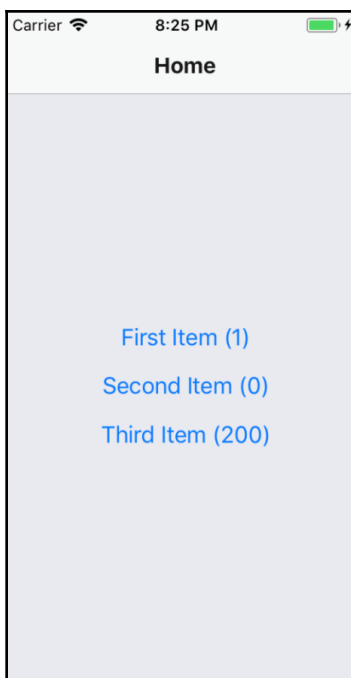 Carrier 8:25 PM
Home
First Item (1)
Second Item (0)
Third Item (200)